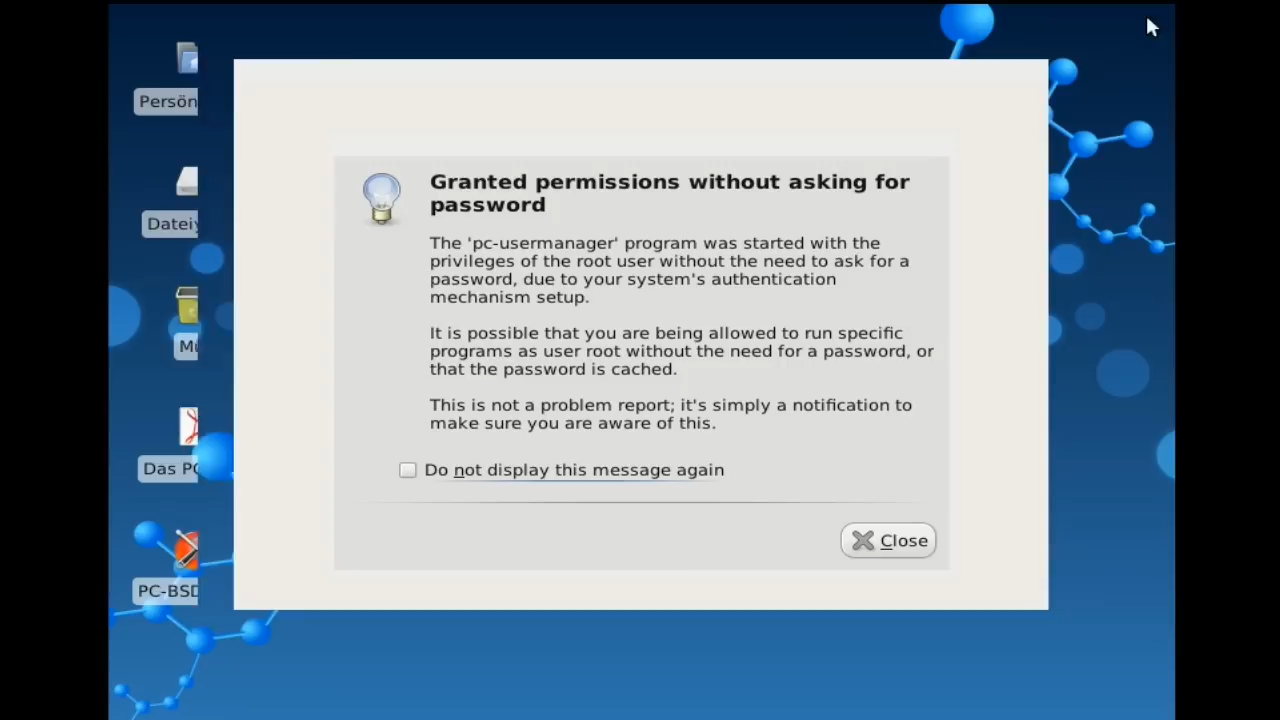 Persön
Dateiy
Mu
Das PC
PC-BSD
Granted permissions without asking for
password
The 'pc-usermanager' program was started with the
privileges of the root user without the need to ask for a
password, due to your system's authentication
mechanism setup.
It is possible that you are being allowed to run specific
programs as user root without the need for a password, or
that the password is cached.
This is not a problem report; it's simply a notification to
make sure you are aware of this.
Do not display this message again
Close